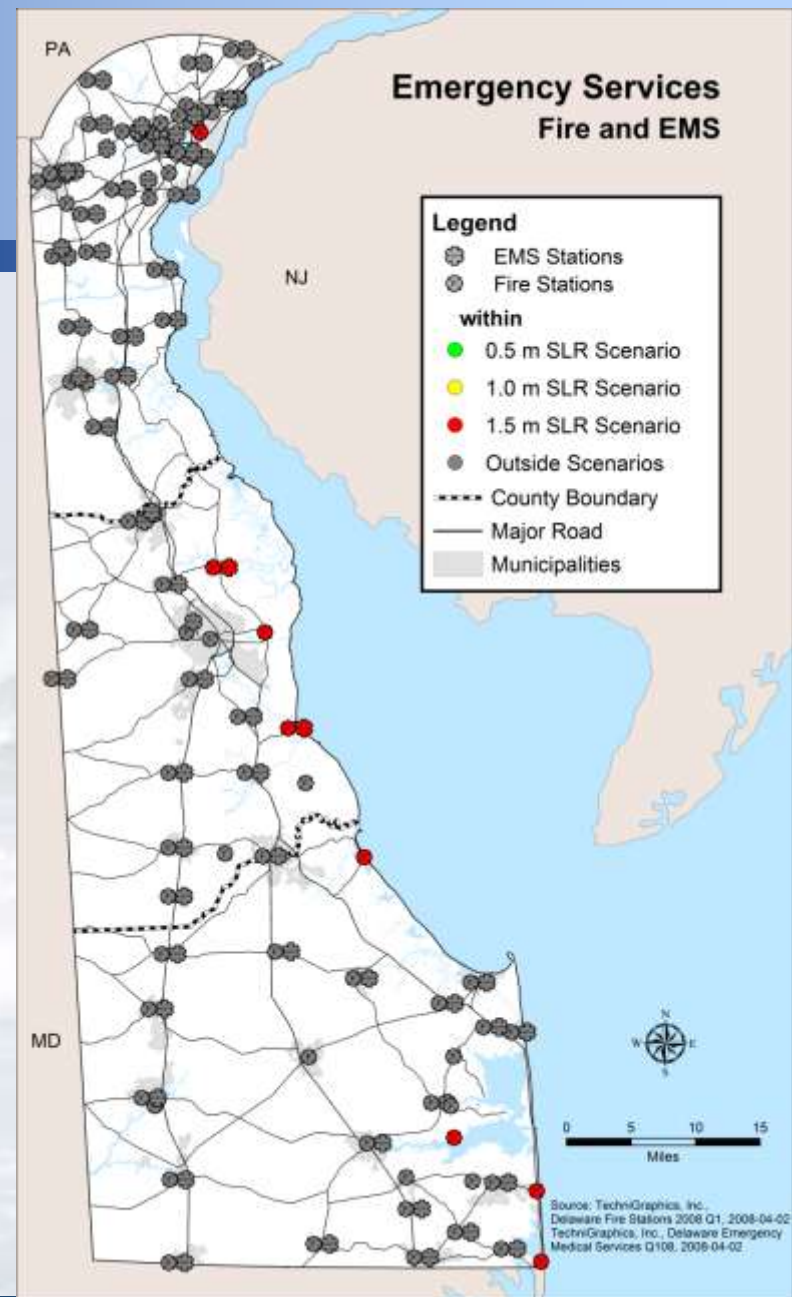 PA
Emergency Services
Fire and EMS
Legend
EMS Stations
Fire Stations
within
0.5 m SLR Scenario
1.0 m SLR Scenario
1.5 m SLR Scenario
Outside Scenarios
County Boundary
Major Road
Municipalities
NJ
MD
N
W E
S
0 5 10 15
Miles
Source: TechniGraphics, Inc.,
Delaware Fire Stations 2008 Q1, 2008-04-02
TechniGraphics, Inc., Delaware Emergency
Medical Services Q108, 2008-04-02